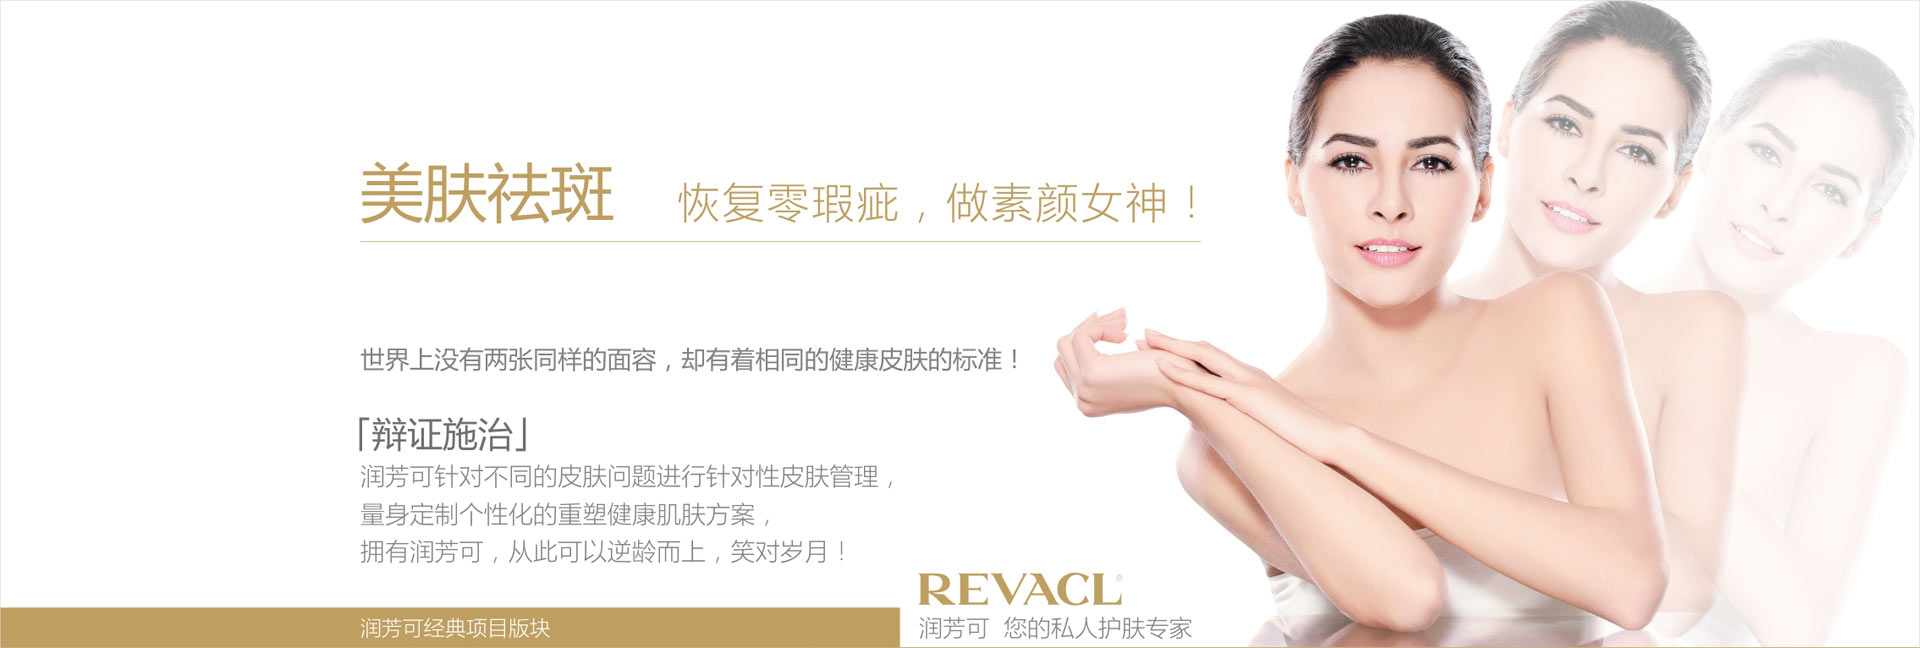 美肤祛斑 恢复零瑕疵，做素颜女神！
世界上没有两张同样的面容，却有着相同的健康皮肤的标准！
「辩证施治」
润芳可针对不同的皮肤问题进行针对性皮肤管理，
量身定制个性化的重塑健康肌肤方案，
拥有润芳可，从此可以逆龄而上，笑对岁月！
REVACL®
润芳可经典项目版块
润芳可 您的私人护肤专家